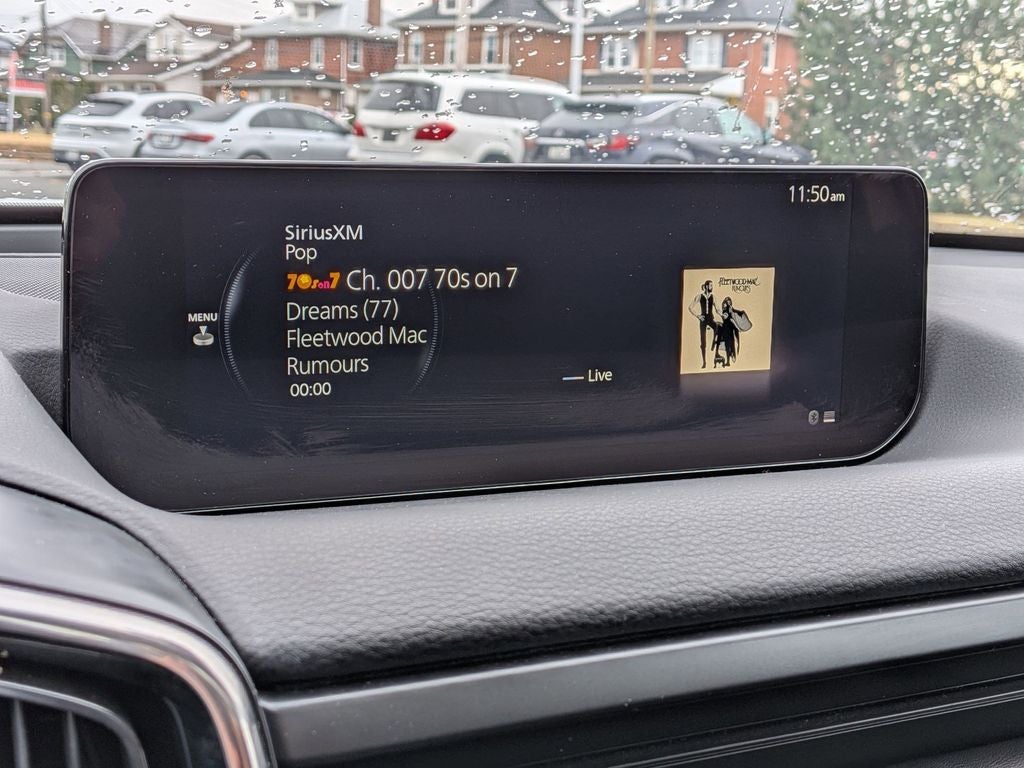 11:50am
SiriusXM
Pop
70s on 7 Ch. 007 70s on 7
MENU
Dreams (77)
Fleetwood Mac
Rumours
00:00
Live
FLEETWOOD MAC
RUMOURS